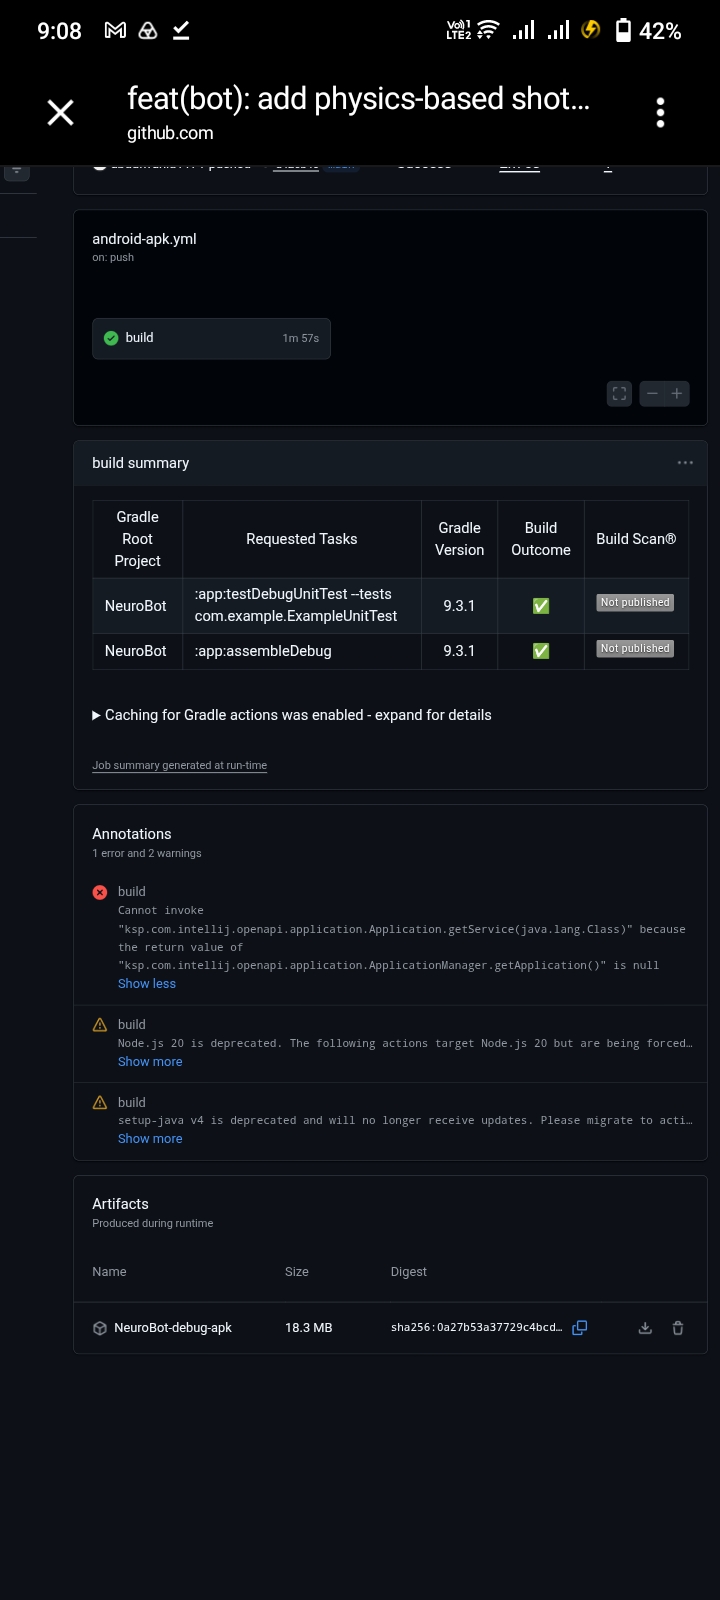 9:08
Vo)) 1
LTE2
42%
feat(bot): add physics-based shot…
github.com
android-apk.yml
on: push
build
1m 57s
build summary
Gradle Root Project
Requested Tasks
Gradle Version
Build Outcome
Build Scan®
NeuroBot
:app:testDebugUnitTest --tests
com.example.ExampleUnitTest
9.3.1
Not published
NeuroBot
:app:assembleDebug
9.3.1
Not published
Caching for Gradle actions was enabled - expand for details
Job summary generated at run-time
Annotations
1 error and 2 warnings
build
Cannot invoke
"ksp.com.intellij.openapi.application.Application.getService(java.lang.Class)" because
the return value of
"ksp.com.intellij.openapi.application.ApplicationManager.getApplication()" is null
Show less
build
Node.js 20 is deprecated. The following actions target Node.js 20 but are being forced…
Show more
build
setup-java v4 is deprecated and will no longer receive updates. Please migrate to acti…
Show more
Artifacts
Produced during runtime
Name
Size
Digest
NeuroBot-debug-apk
18.3 MB
sha256:0a27b53a37729c4bcd…